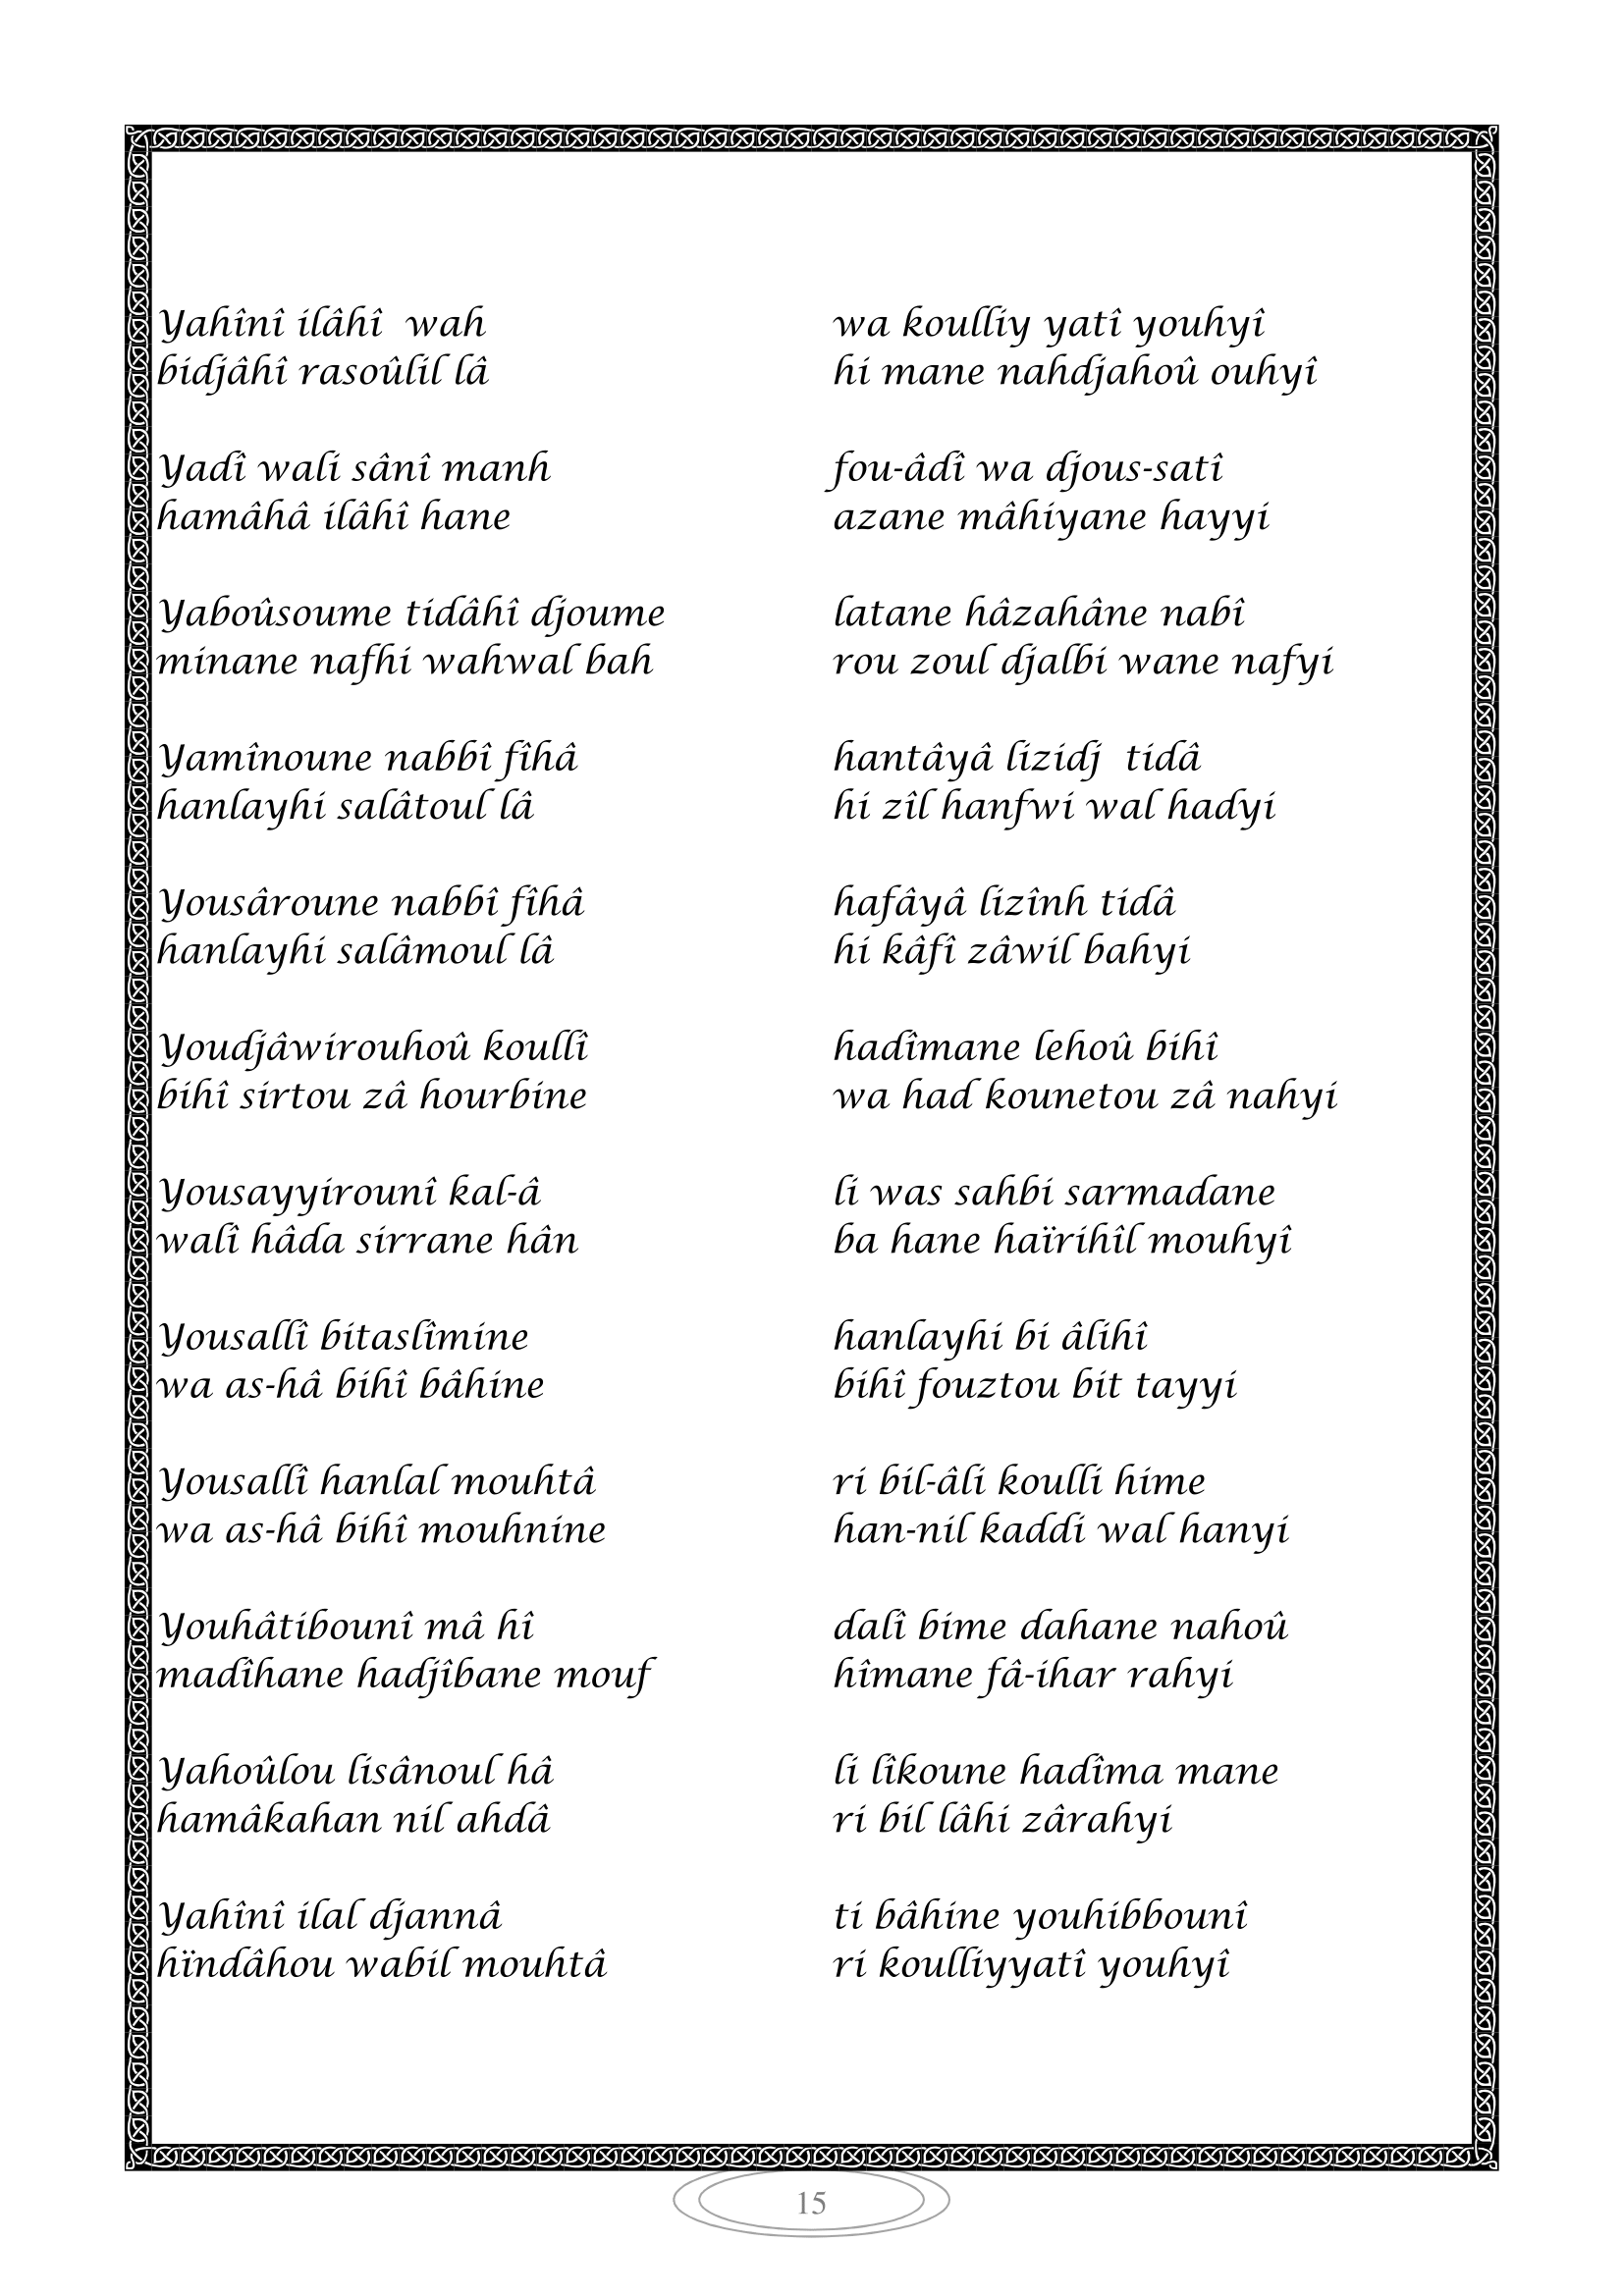 Yahînî ilâhî  wah wa koulliy yatî youhyî
bidjâhî rasoûlil lâ hi mane nahdjahoû ouhyî
Yadî wali sânî manh fou-âdî wa djous-satî
hamâhâ ilâhî hane azane mâhiyane hayyi
Yaboûsoume tidâhî djoume latane hâzahâne nabî
minane nafhi wahwal bah rou zoul djalbi wane nafyi
Yamînoune nabbî fîhâ hantâyâ lizidj  tidâ
hanlayhi salâtoul lâ hi zîl hanfwi wal hadyi
Yousâroune nabbî fîhâ hafâyâ lizînh tidâ
hanlayhi salâmoul lâ hi kâfî zâwil bahyi
Youdjâwirouhoû koullî hadîmane lehoû bihî
bihî sirtou zâ hourbine wa had kounetou zâ nahyi
Yousayyirounî kal-â li was sahbi sarmadane
walî hâda sirrane hân ba hane haïrihîl mouhyî
Yousallî bitaslîmine hanlayhi bi âlihî
wa as-hâ bihî bâhine bihî fouztou bit tayyi
Yousallî hanlal mouhtâ ri bil-âli koulli hime
wa as-hâ bihî mouhnine han-nil kaddi wal hanyi
Youhâtibounî mâ hî dalî bime dahane nahoû
madîhane hadjîbane mouf hîmane fâ-ihar rahyi
Yahoûlou lisânoul hâ li lîkoune hadîma mane
hamâkahan nil ahdâ ri bil lâhi zârahyi
Yahînî ilal djannâ ti bâhine youhibbounî
hïndâhou wabil mouhtâ ri koulliyyatî youhyî
15